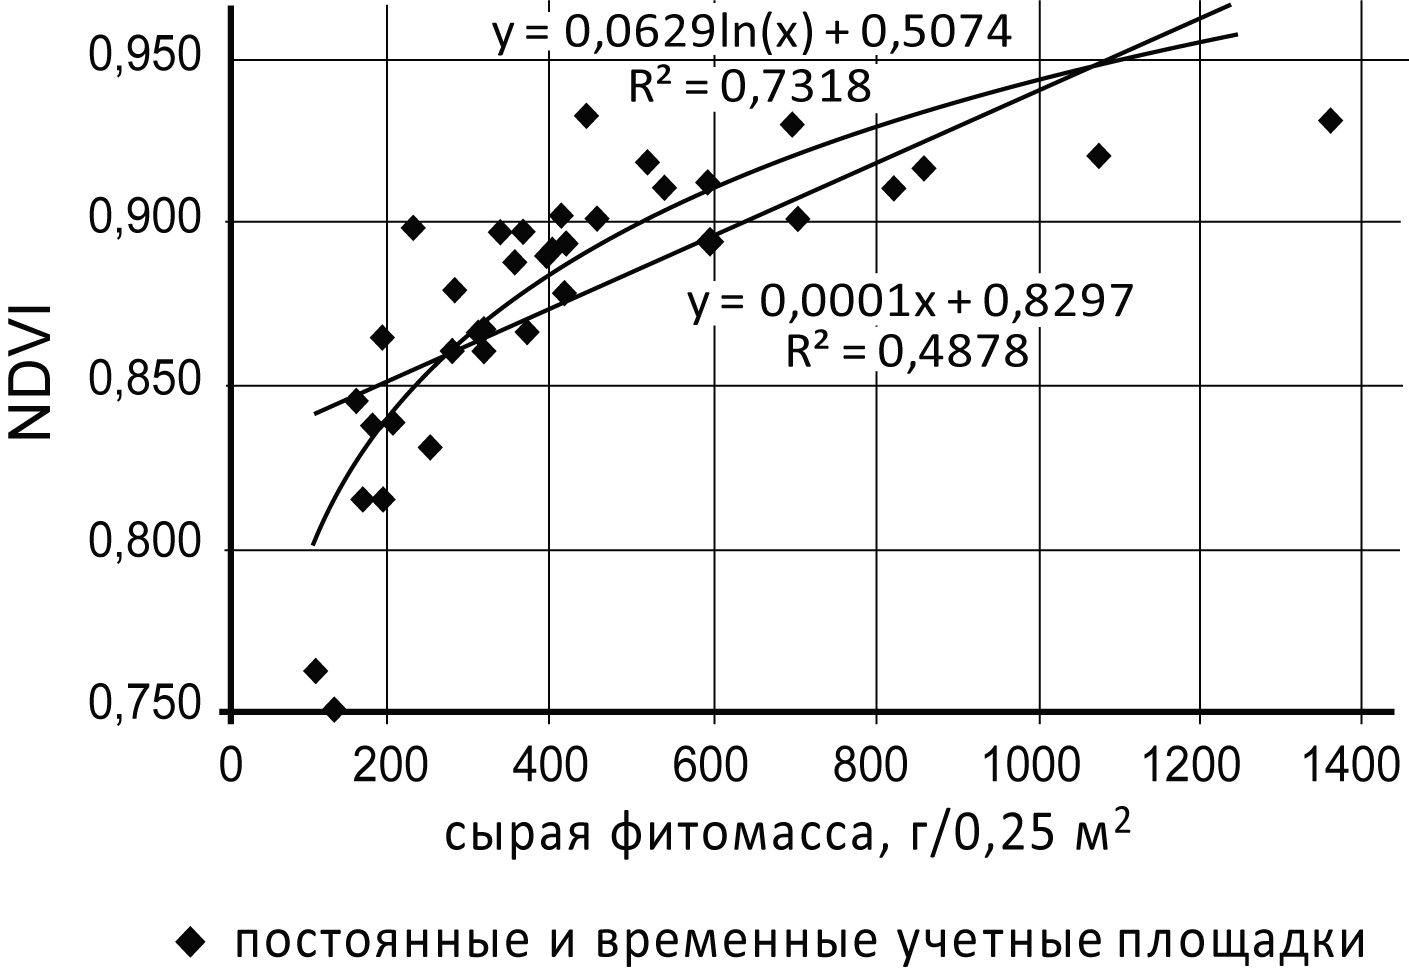 y = 0,0629ln(x) + 0,5074
R² = 0,7318
0,950
0,900
y = 0,0001x + 0,8297
R² = 0,4878
0,850
0,800
0,750
NDVI
0 200 400 600 800 1000 1200 1400
сырая фитомасса, г/0,25 м²
постоянные и временные учетные площадки